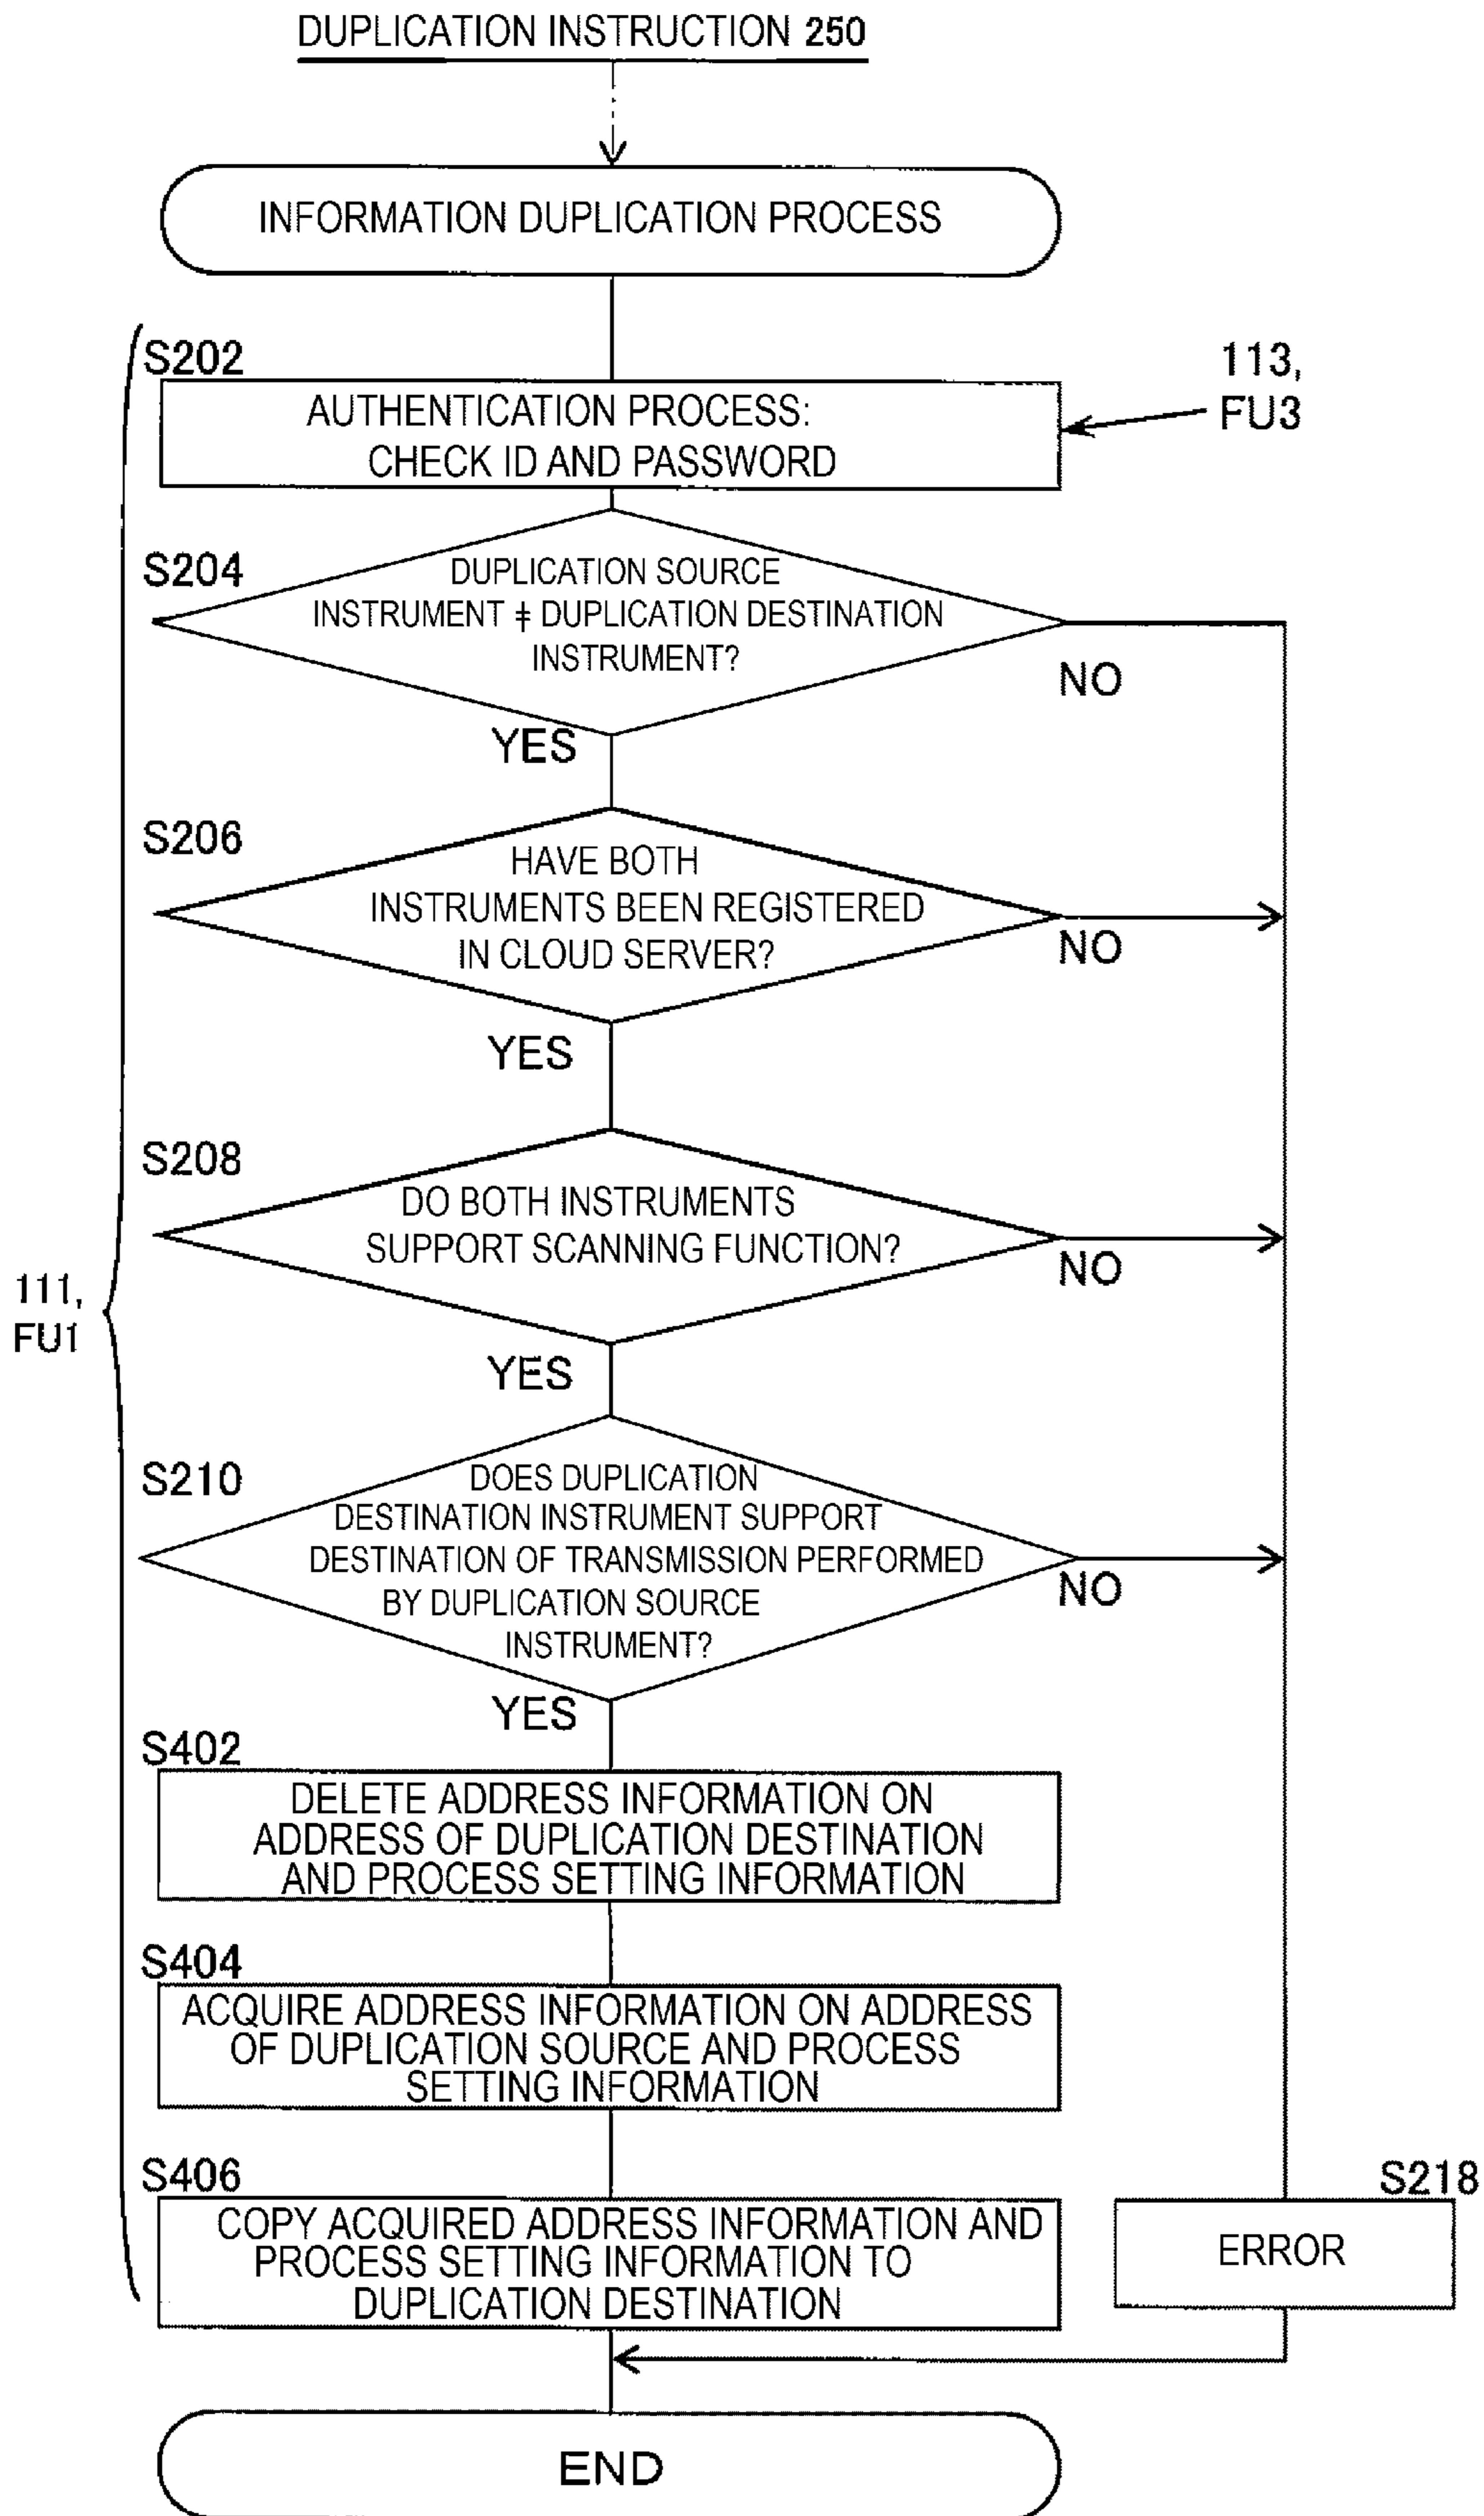 DUPLICATION INSTRUCTION 250
INFORMATION DUPLICATION PROCESS
S202
113,
FU3
AUTHENTICATION PROCESS:
CHECK ID AND PASSWORD
S204
DUPLICATION SOURCE
INSTRUMENT ǂ DUPLICATION DESTINATION
INSTRUMENT?
NO
YES
S206
HAVE BOTH
INSTRUMENTS BEEN REGISTERED
IN CLOUD SERVER?
NO
YES
S208
DO BOTH INSTRUMENTS
SUPPORT SCANNING FUNCTION?
NO
111,
FU1
YES
S210
DOES DUPLICATION
DESTINATION INSTRUMENT SUPPORT
DESTINATION OF TRANSMISSION PERFORMED
BY DUPLICATION SOURCE
INSTRUMENT?
NO
YES
S402
DELETE ADDRESS INFORMATION ON
ADDRESS OF DUPLICATION DESTINATION
AND PROCESS SETTING INFORMATION
S404
ACQUIRE ADDRESS INFORMATION ON ADDRESS
OF DUPLICATION SOURCE AND PROCESS
SETTING INFORMATION
S406
COPY ACQUIRED ADDRESS INFORMATION AND
PROCESS SETTING INFORMATION TO
DUPLICATION DESTINATION
S218
ERROR
END